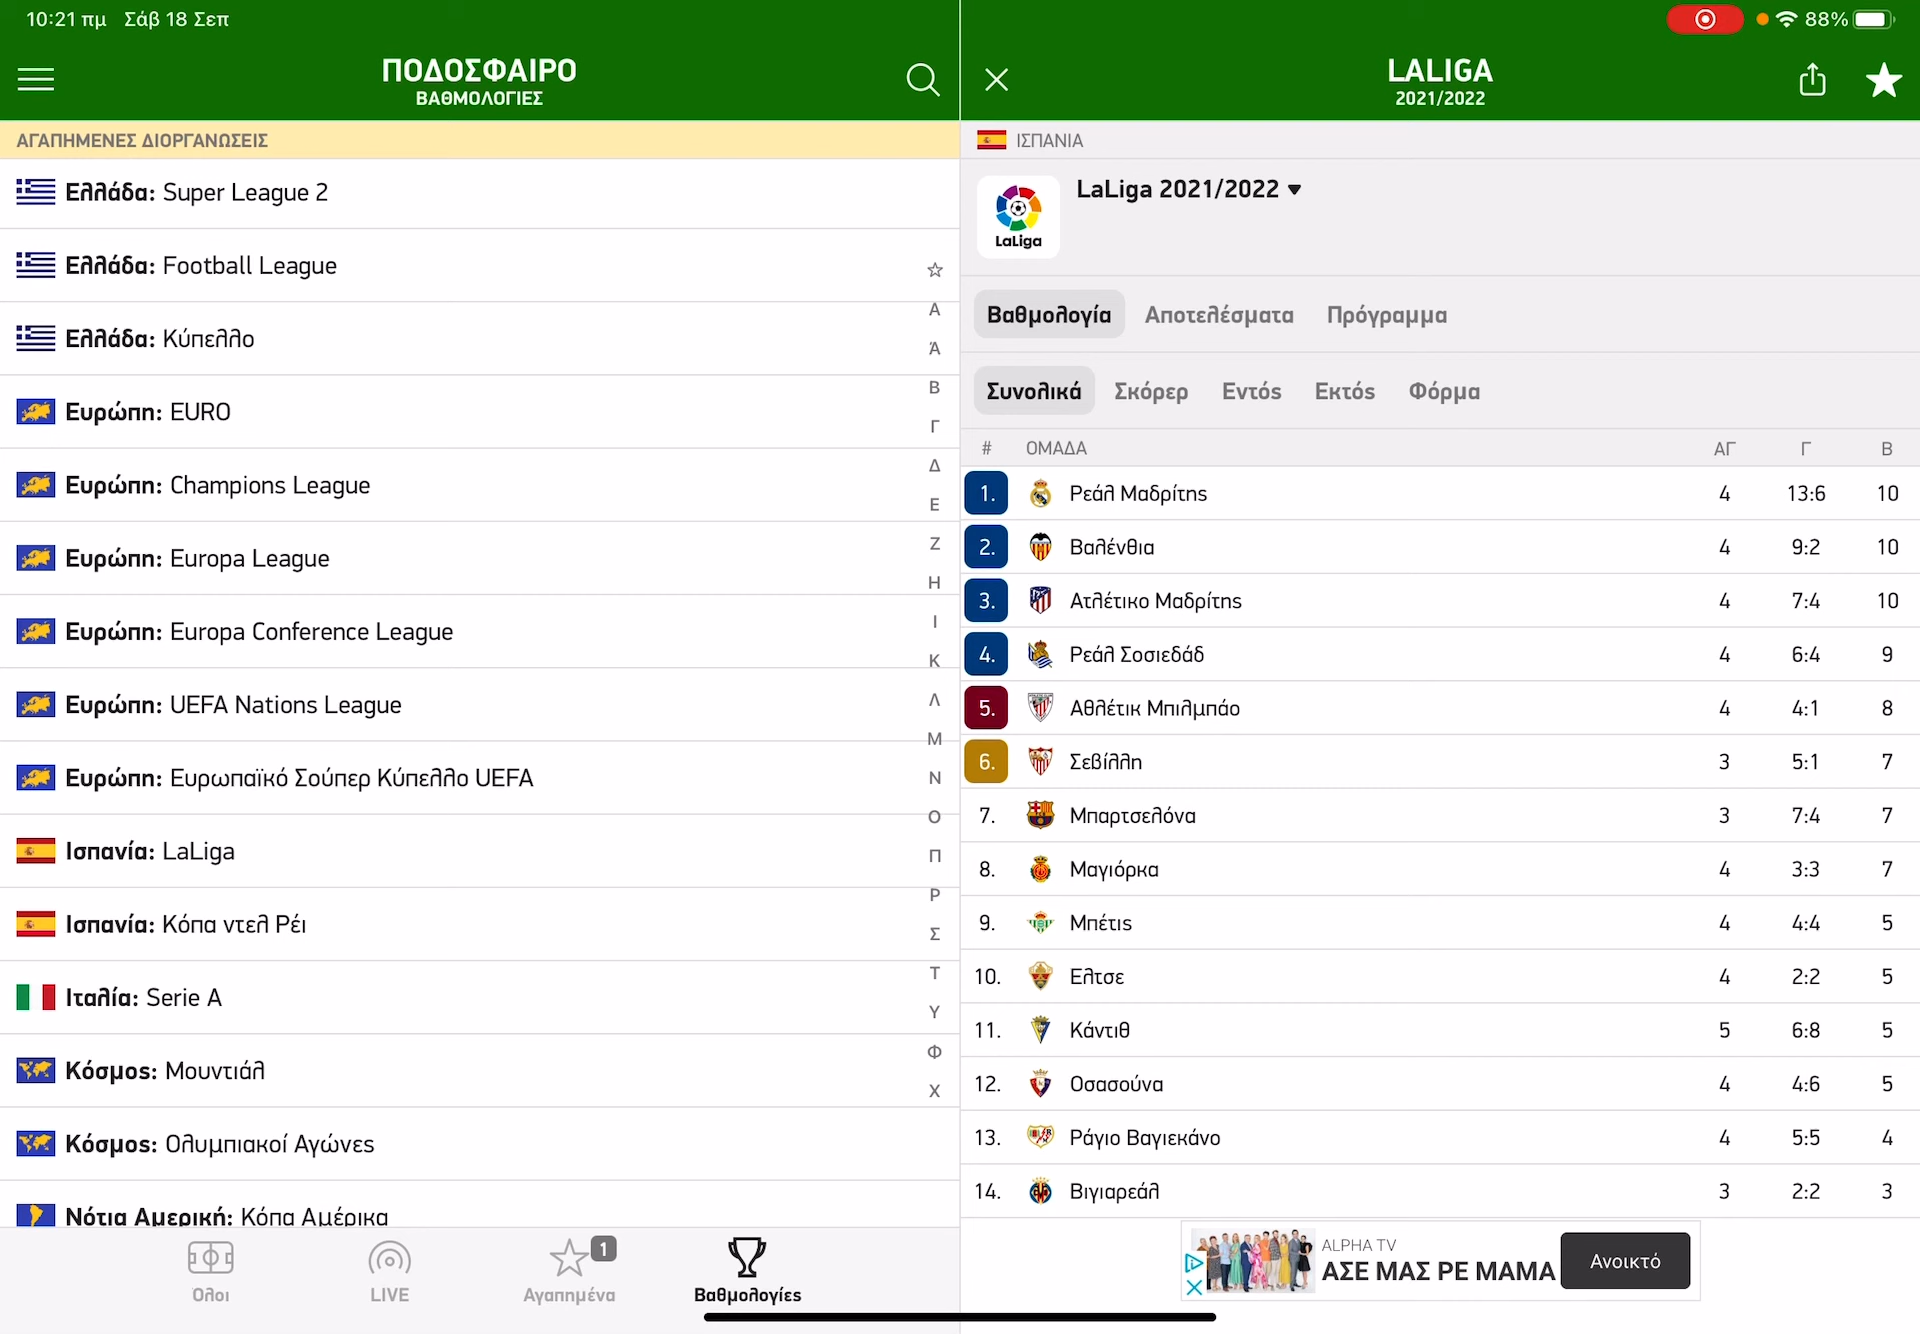 10:21 πμ Σάβ 18 Σεπ
88%
ΠΟΔΟΣΦΑΙΡΟ
ΒΑΘΜΟΛΟΓΙΕΣ
ΑΓΑΠΗΜΕΝΕΣ ΔΙΟΡΓΑΝΩΣΕΙΣ
Ελλάδα: Super League 2
Ελλάδα: Football League
Ελλάδα: Κύπελλο
Ευρώπη: EURO
Ευρώπη: Champions League
Ευρώπη: Europa League
Ευρώπη: Europa Conference League
Ευρώπη: UEFA Nations League
Ευρώπη: Ευρωπαϊκό Σούπερ Κύπελλο UEFA
Ισπανία: LaLiga
Ισπανία: Κόπα ντελ Ρέι
Ιταλία: Serie A
Κόσμος: Μουντιάλ
Κόσμος: Ολυμπιακοί Αγώνες
Νότια Αμερική: Κόπα Αμέρικα
Α
Ά
Β
Γ
Δ
Ε
Ζ
Η
Ι
Κ
Λ
Μ
Ν
Ο
Π
Ρ
Σ
Τ
Υ
Φ
Χ
Όλοι
LIVE
1
Αγαπημένα
Βαθμολογίες
LALIGA
2021/2022
ΙΣΠΑΝΙΑ
LaLiga
LaLiga 2021/2022
Βαθμολογία Αποτελέσματα Πρόγραμμα
Συνολικά Σκόρερ Εντός Εκτός Φόρμα
# ΟΜΑΔΑ ΑΓ Γ Β
1. Ρεάλ Μαδρίτης 4 13:6 10
2. Βαλένθια 4 9:2 10
3. Ατλέτικο Μαδρίτης 4 7:4 10
4. Ρεάλ Σοσιεδάδ 4 6:4 9
5. Αθλέτικ Μπιλμπάο 4 4:1 8
6. Σεβίλλη 3 5:1 7
7. Μπαρτσελόνα 3 7:4 7
8. Μαγιόρκα 4 3:3 7
9. Μπέτις 4 4:4 5
10. Ελτσε 4 2:2 5
11. Κάντιθ 5 6:8 5
12. Οσασούνα 4 4:6 5
13. Ράγιο Βαγιεκάνο 4 5:5 4
14. Βιγιαρεάλ 3 2:2 3
ALPHA TV
ΑΣΕ ΜΑΣ ΡΕ ΜΑΜΑ
Ανοικτό